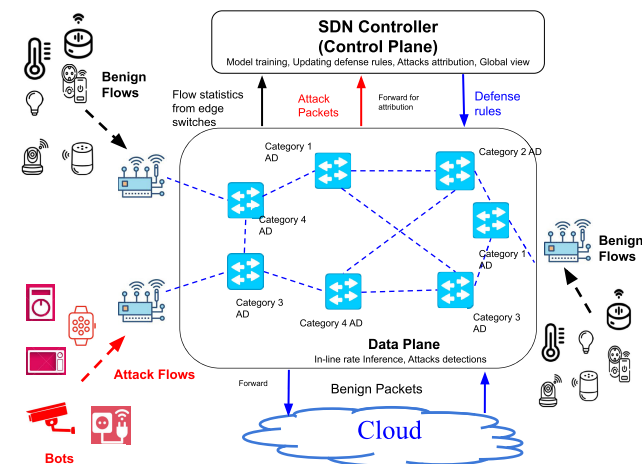 SDN Controller
(Control Plane)
Model training, Updating defense rules, Attacks attribution, Global view
Benign
Flows
Flow statistics
from edge
switches
Attack
Packets
Forward for
attribution
Defense
rules
Category 1
AD
Category 2 AD
Category 4
AD
Category 1
AD
Benign
Flows
Category 3
AD
Category 4 AD
Category 3
AD
Data Plane
In-line rate Inference, Attacks detections
Attack Flows
Forward
Benign Packets
Cloud
Bots